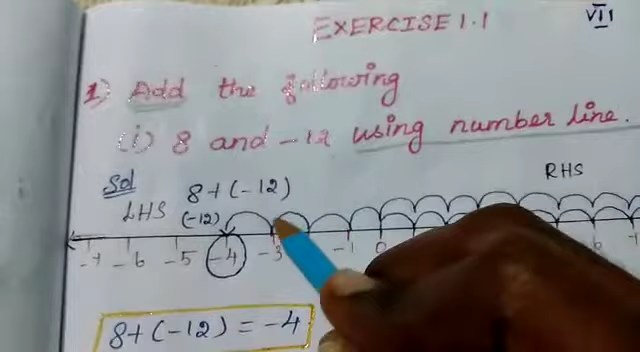 EXERCISE 1.1
VII
1) Add the following
(i) 8 and -12 using number line.
Sol 8+(-12)
RHS
LHS (-12)
-7 -6 -5 -4 -3 -1 0 6
8+(-12) = -4